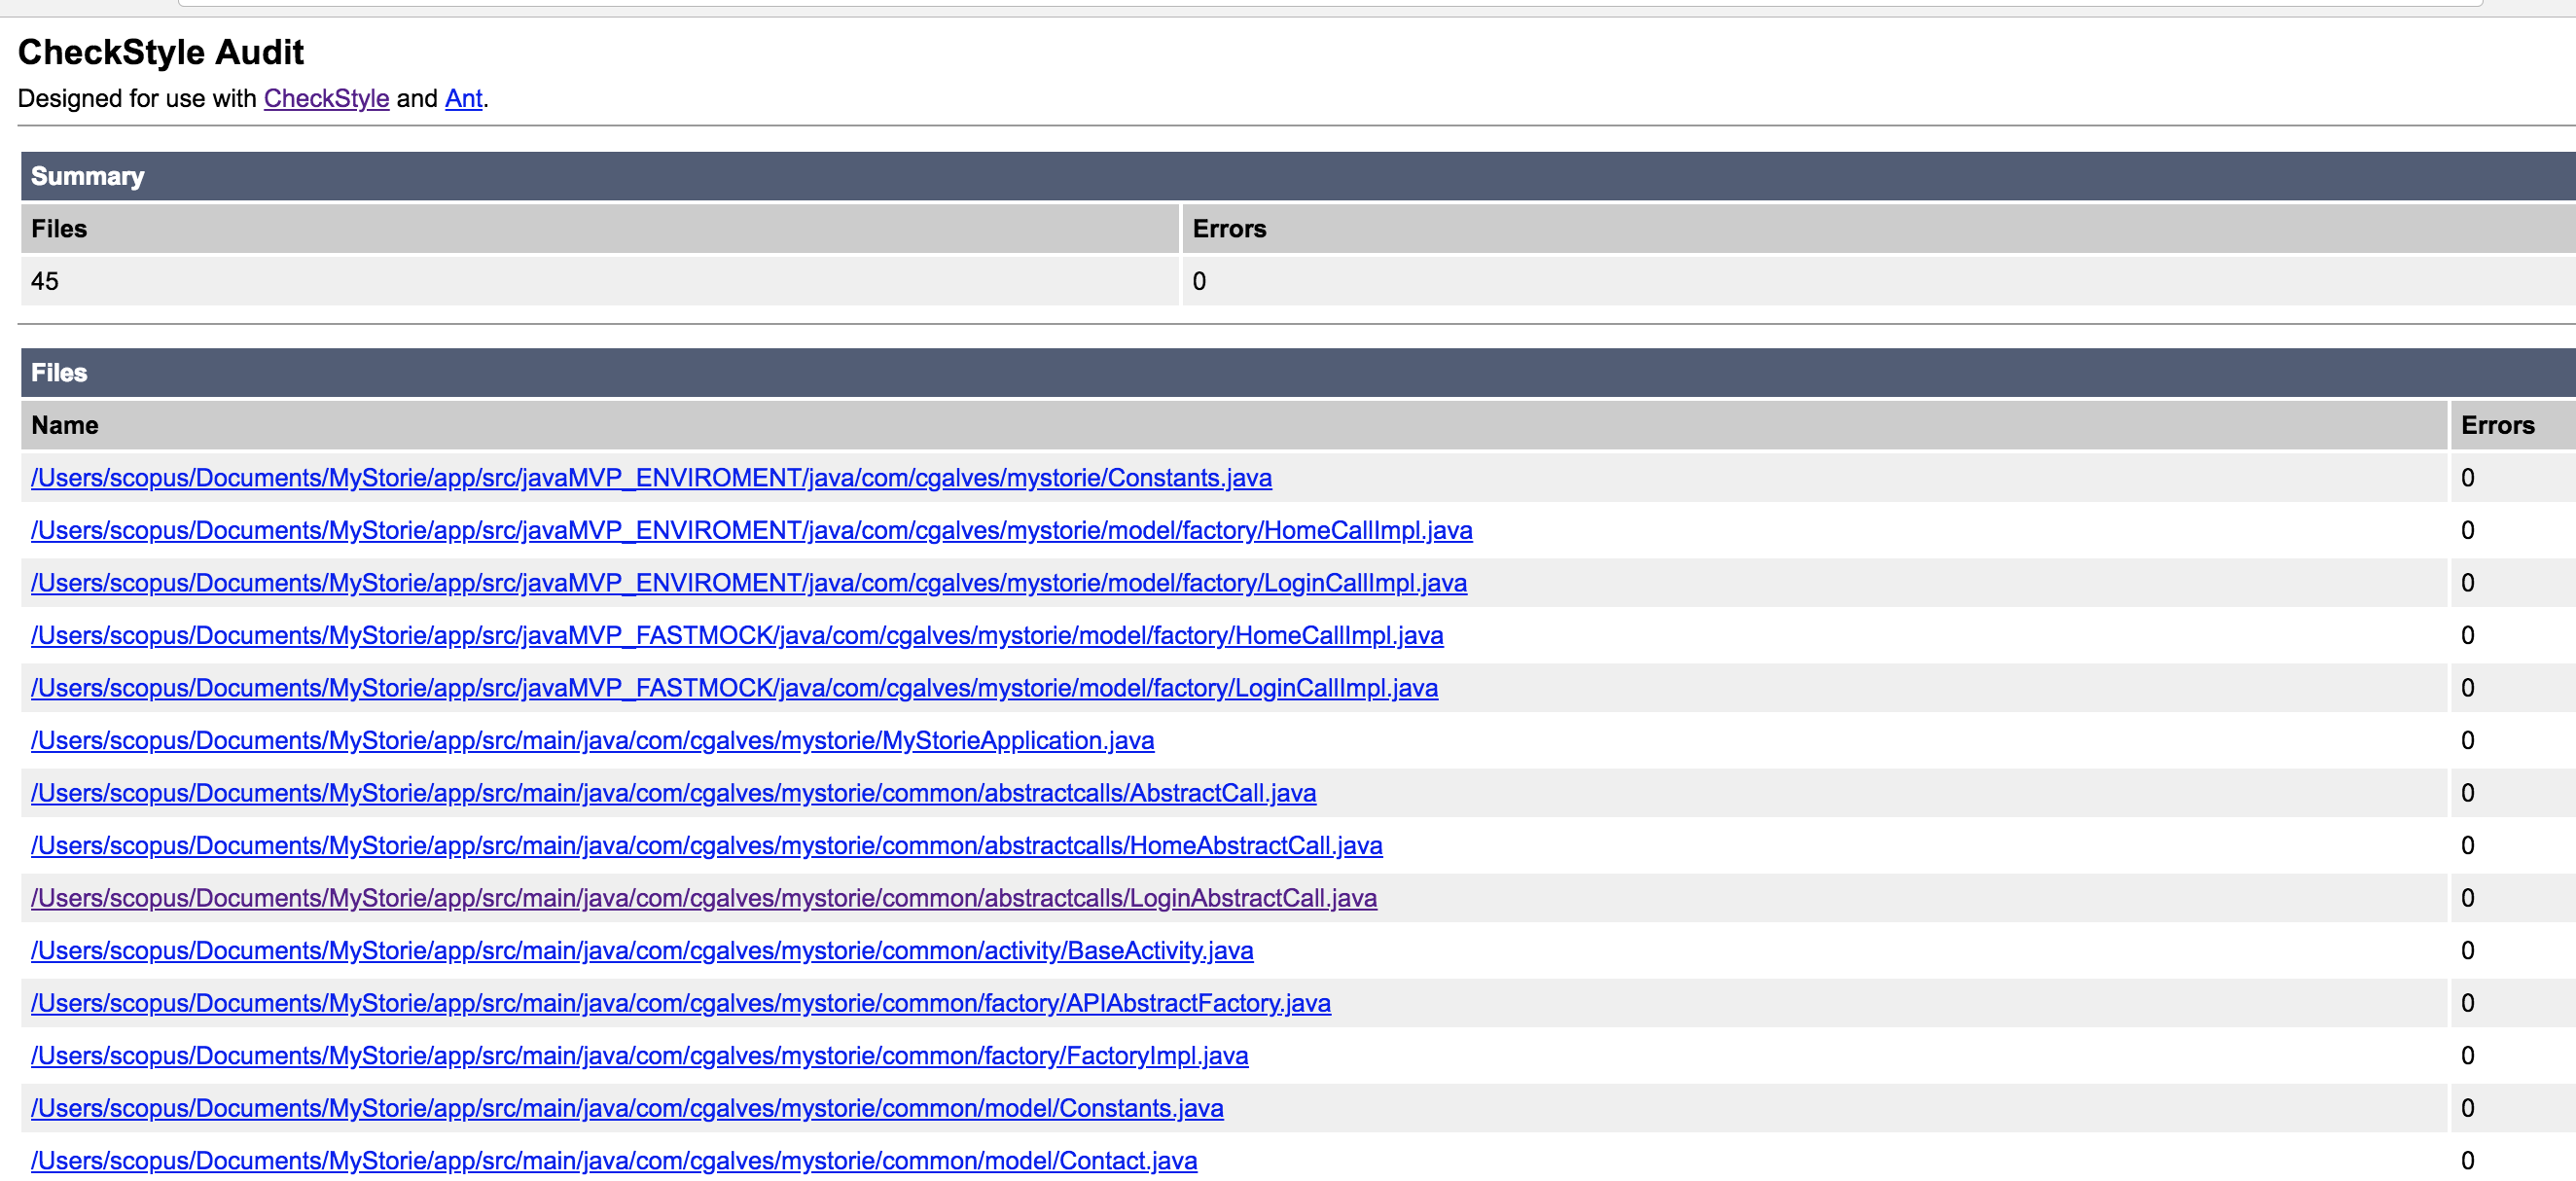 CheckStyle Audit
Designed for use with CheckStyle and Ant.
Summary
Files Errors
45 0
Files
Name Errors
/Users/scopus/Documents/MyStorie/app/src/javaMVP_ENVIROMENT/java/com/cgalves/mystorie/Constants.java 0
/Users/scopus/Documents/MyStorie/app/src/javaMVP_ENVIROMENT/java/com/cgalves/mystorie/model/factory/HomeCallImpl.java 0
/Users/scopus/Documents/MyStorie/app/src/javaMVP_ENVIROMENT/java/com/cgalves/mystorie/model/factory/LoginCallImpl.java 0
/Users/scopus/Documents/MyStorie/app/src/javaMVP_FASTMOCK/java/com/cgalves/mystorie/model/factory/HomeCallImpl.java 0
/Users/scopus/Documents/MyStorie/app/src/javaMVP_FASTMOCK/java/com/cgalves/mystorie/model/factory/LoginCallImpl.java 0
/Users/scopus/Documents/MyStorie/app/src/main/java/com/cgalves/mystorie/MyStorieApplication.java 0
/Users/scopus/Documents/MyStorie/app/src/main/java/com/cgalves/mystorie/common/abstractcalls/AbstractCall.java 0
/Users/scopus/Documents/MyStorie/app/src/main/java/com/cgalves/mystorie/common/abstractcalls/HomeAbstractCall.java 0
/Users/scopus/Documents/MyStorie/app/src/main/java/com/cgalves/mystorie/common/abstractcalls/LoginAbstractCall.java 0
/Users/scopus/Documents/MyStorie/app/src/main/java/com/cgalves/mystorie/common/activity/BaseActivity.java 0
/Users/scopus/Documents/MyStorie/app/src/main/java/com/cgalves/mystorie/common/factory/APIAbstractFactory.java 0
/Users/scopus/Documents/MyStorie/app/src/main/java/com/cgalves/mystorie/common/factory/FactoryImpl.java 0
/Users/scopus/Documents/MyStorie/app/src/main/java/com/cgalves/mystorie/common/model/Constants.java 0
/Users/scopus/Documents/MyStorie/app/src/main/java/com/cgalves/mystorie/common/model/Contact.java 0